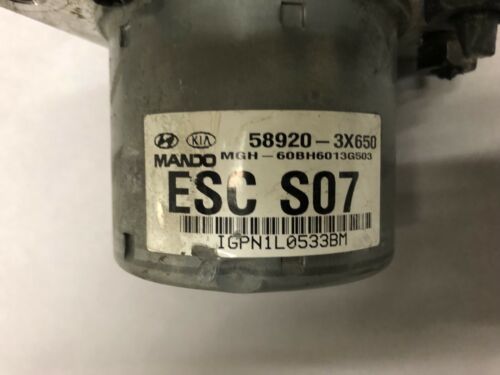 KIA 58920-3X650
MANDO MGH-60BH6013G503
ESC S07
IGPN1L0533BM